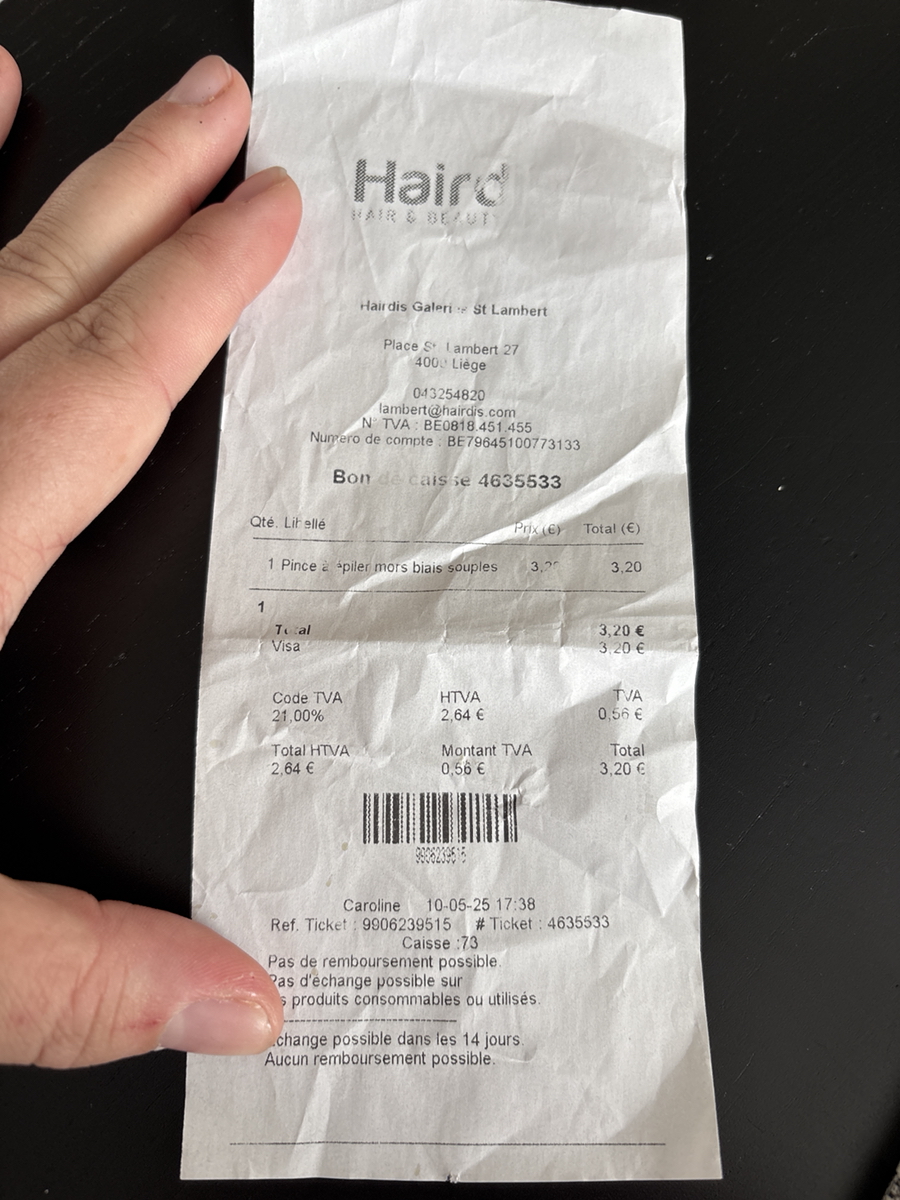 Haird
HAIR & BEAUTY
Hairdis St Lambert
Place St Lambert 27
Liège
043254820
lambert@hairdis.com
N° TVA : BE0818.451.455
Numero de compte : BE79645100773133
Bon de caisse 4635533
Qté. Libellé Prix (€) Total (€)
1 Pince à épiler mors biais souples 3,20
1
Total 3,20 €
Visa 3,20 €
Code TVA HTVA TVA
21,00% 2,64 € 0,56 €
Total HTVA Montant TVA Total
2,64 € 0,56 € 3,20 €
9906239515
Caroline 10-05-25 17:38
Ref. Ticket : 9906239515 # Ticket : 4635533
Caisse :73
Pas de remboursement possible.
Pas d'échange possible sur
produits consommables ou utilisés.
change possible dans les 14 jours.
Aucun remboursement possible.